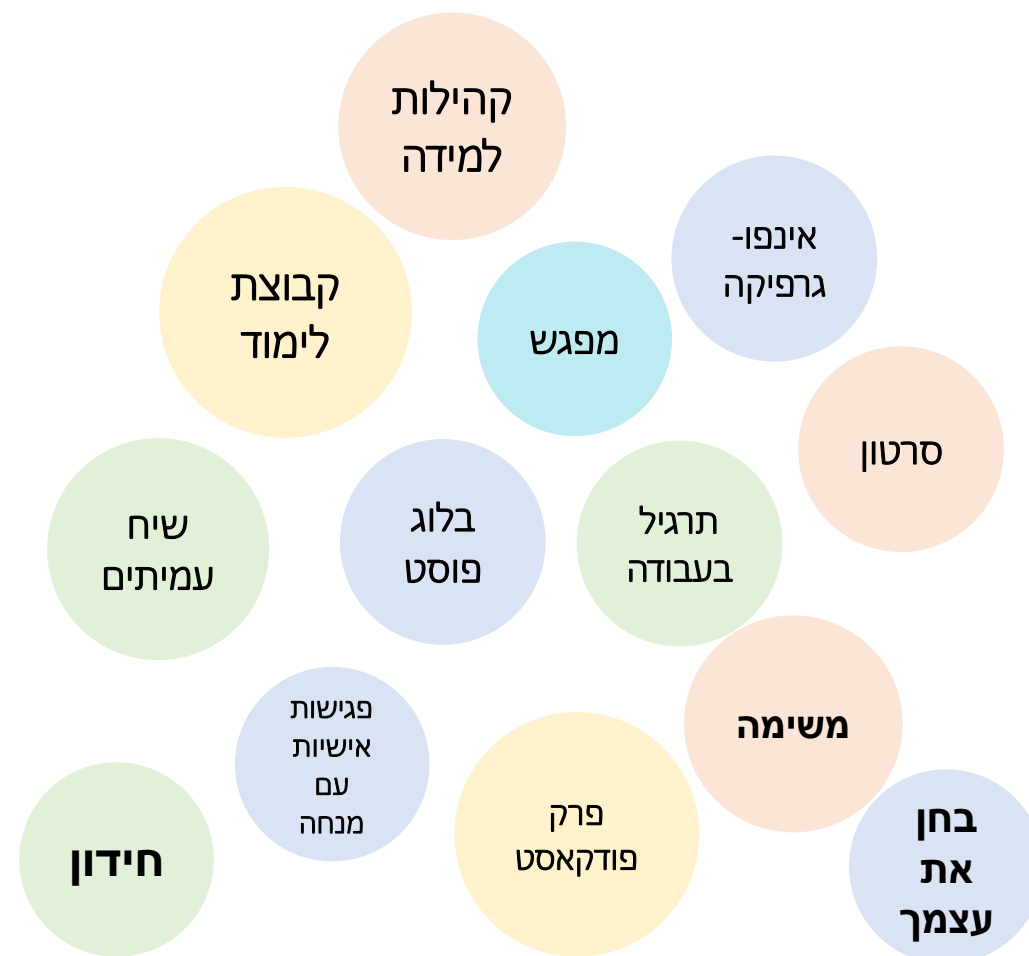 קהילות
למידה
אינפו-
גרפיקה
קבוצת
לימוד
מפגש
סרטון
שיח
עמיתים
בלוג
פוסט
תרגיל
בעבודה
פגישות
אישיות
עם
מנחה
משימה
פרק
פודקאסט
חידון
בחן
את
עצמך